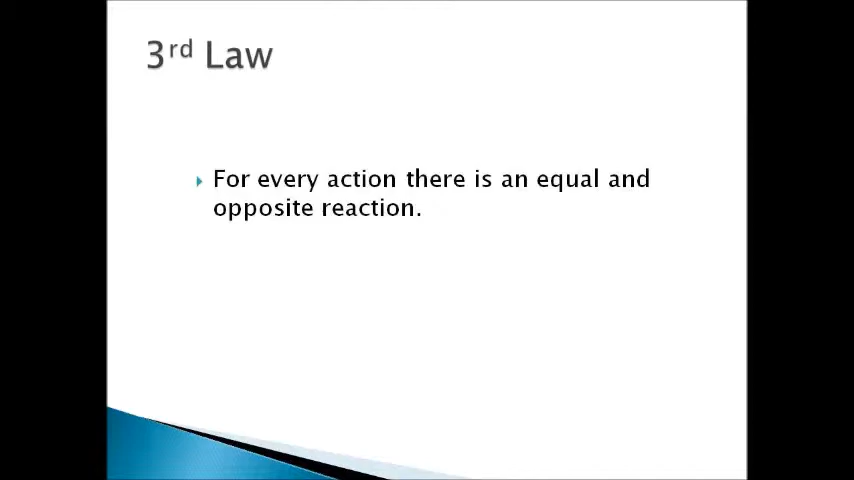 3rd Law
For every action there is an equal and
opposite reaction.